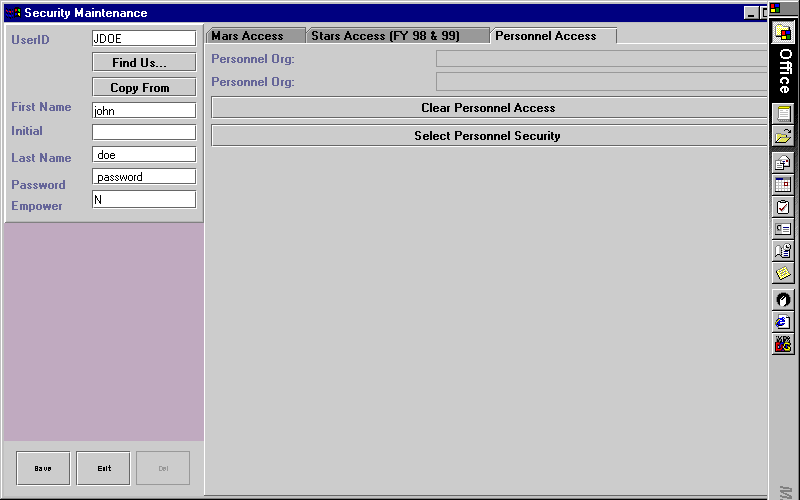 Security Maintenance
UserID JDOE
Find Us...
Copy From
First Name john
Initial
Last Name doe
Password password
Empower N
Save Exit Del
Mars Access Stars Access (FY 98 & 99) Personnel Access
Personnel Org:
Personnel Org:
Clear Personnel Access
Select Personnel Security
Office